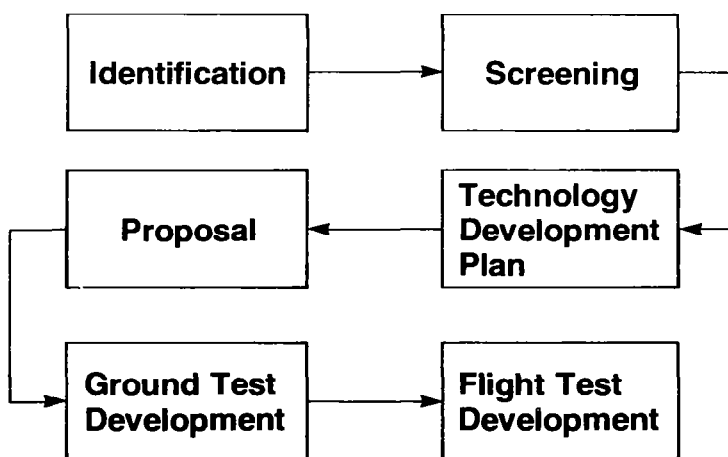 Identification
Screening
Proposal
Technology
Development
Plan
Ground Test
Development
Flight Test
Development